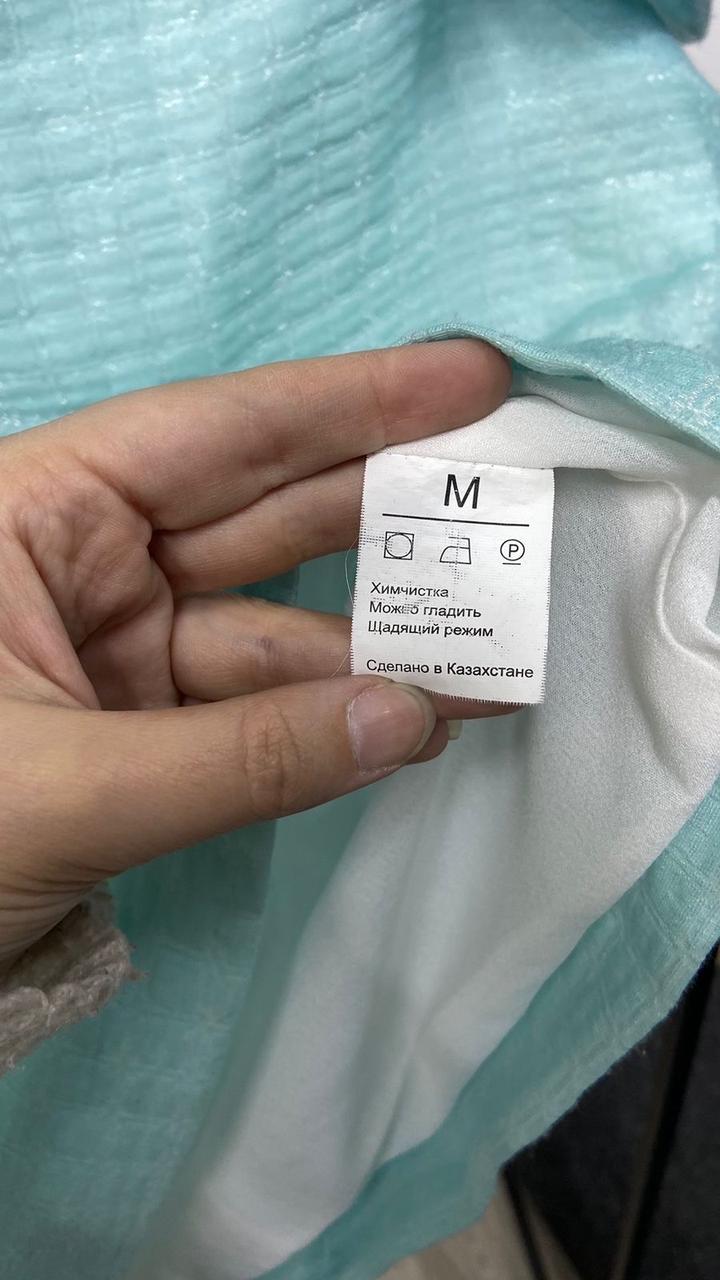 M
P
Химчистка
Можно гладить
Щадящий режим
Сделано в Казахстане